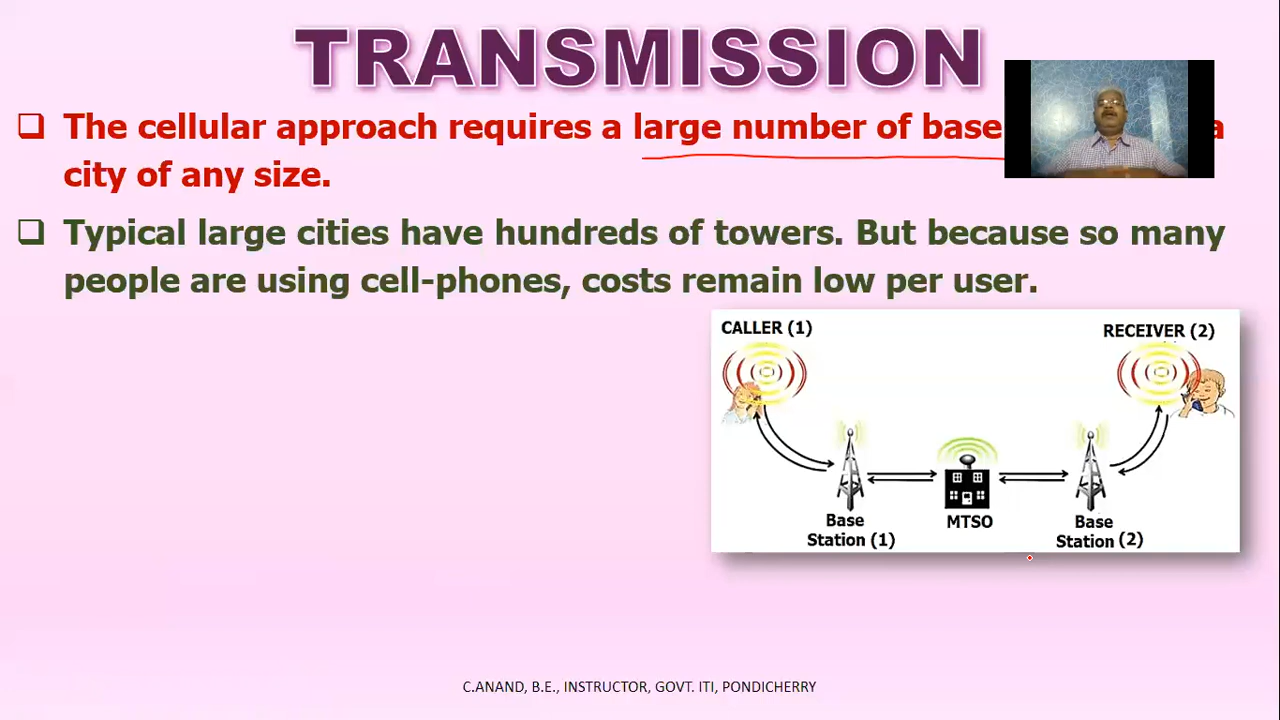 TRANSMISSION
❑ The cellular approach requires a large number of base a
city of any size.
❑ Typical large cities have hundreds of towers. But because so many
people are using cell-phones, costs remain low per user.
CALLER (1)
RECEIVER (2)
Base
Station (1)
MTSO
Base
Station (2)
C.ANAND, B.E., INSTRUCTOR, GOVT. ITI, PONDICHERRY